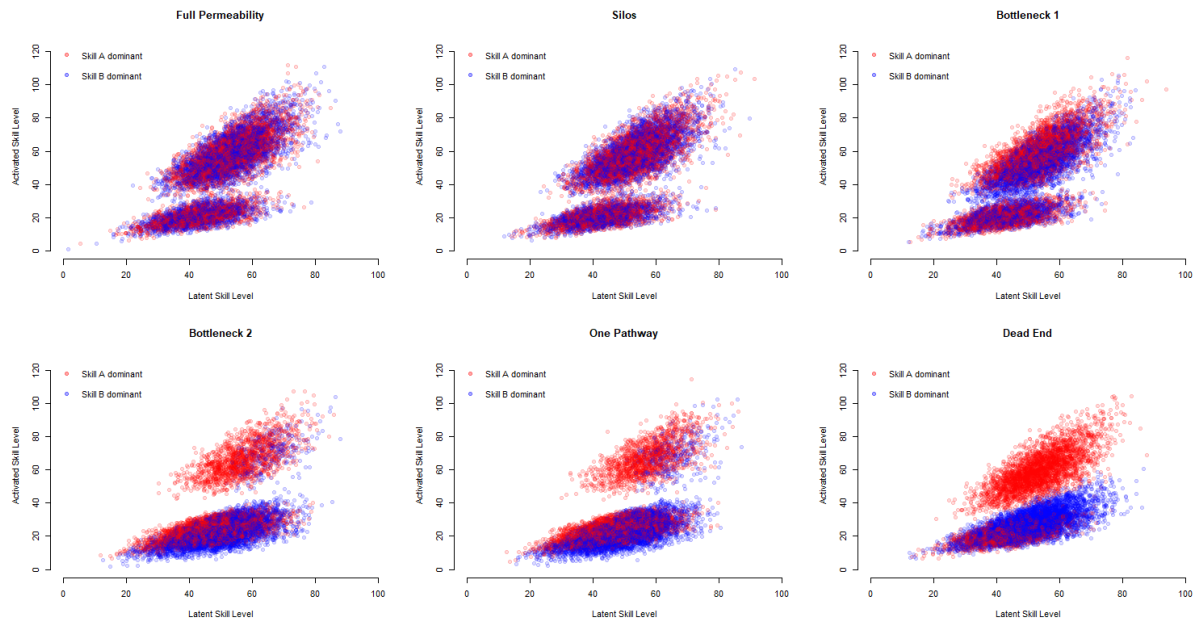 Full Permeability
Silos
Bottleneck 1
Skill A dominant
Skill B dominant
Activated Skill Level
0 20 40 60 80 100 120
0 20 40 60 80 100
Latent Skill Level
Skill A dominant
Skill B dominant
Activated Skill Level
0 20 40 60 80 100 120
0 20 40 60 80 100
Latent Skill Level
Skill A dominant
Skill B dominant
Activated Skill Level
0 20 40 60 80 100 120
0 20 40 60 80 100
Latent Skill Level
Bottleneck 2
One Pathway
Dead End
Skill A dominant
Skill B dominant
Activated Skill Level
0 20 40 60 80 100 120
0 20 40 60 80 100
Latent Skill Level
Skill A dominant
Skill B dominant
Activated Skill Level
0 20 40 60 80 100 120
0 20 40 60 80 100
Latent Skill Level
Skill A dominant
Skill B dominant
Activated Skill Level
0 20 40 60 80 100 120
0 20 40 60 80 100
Latent Skill Level